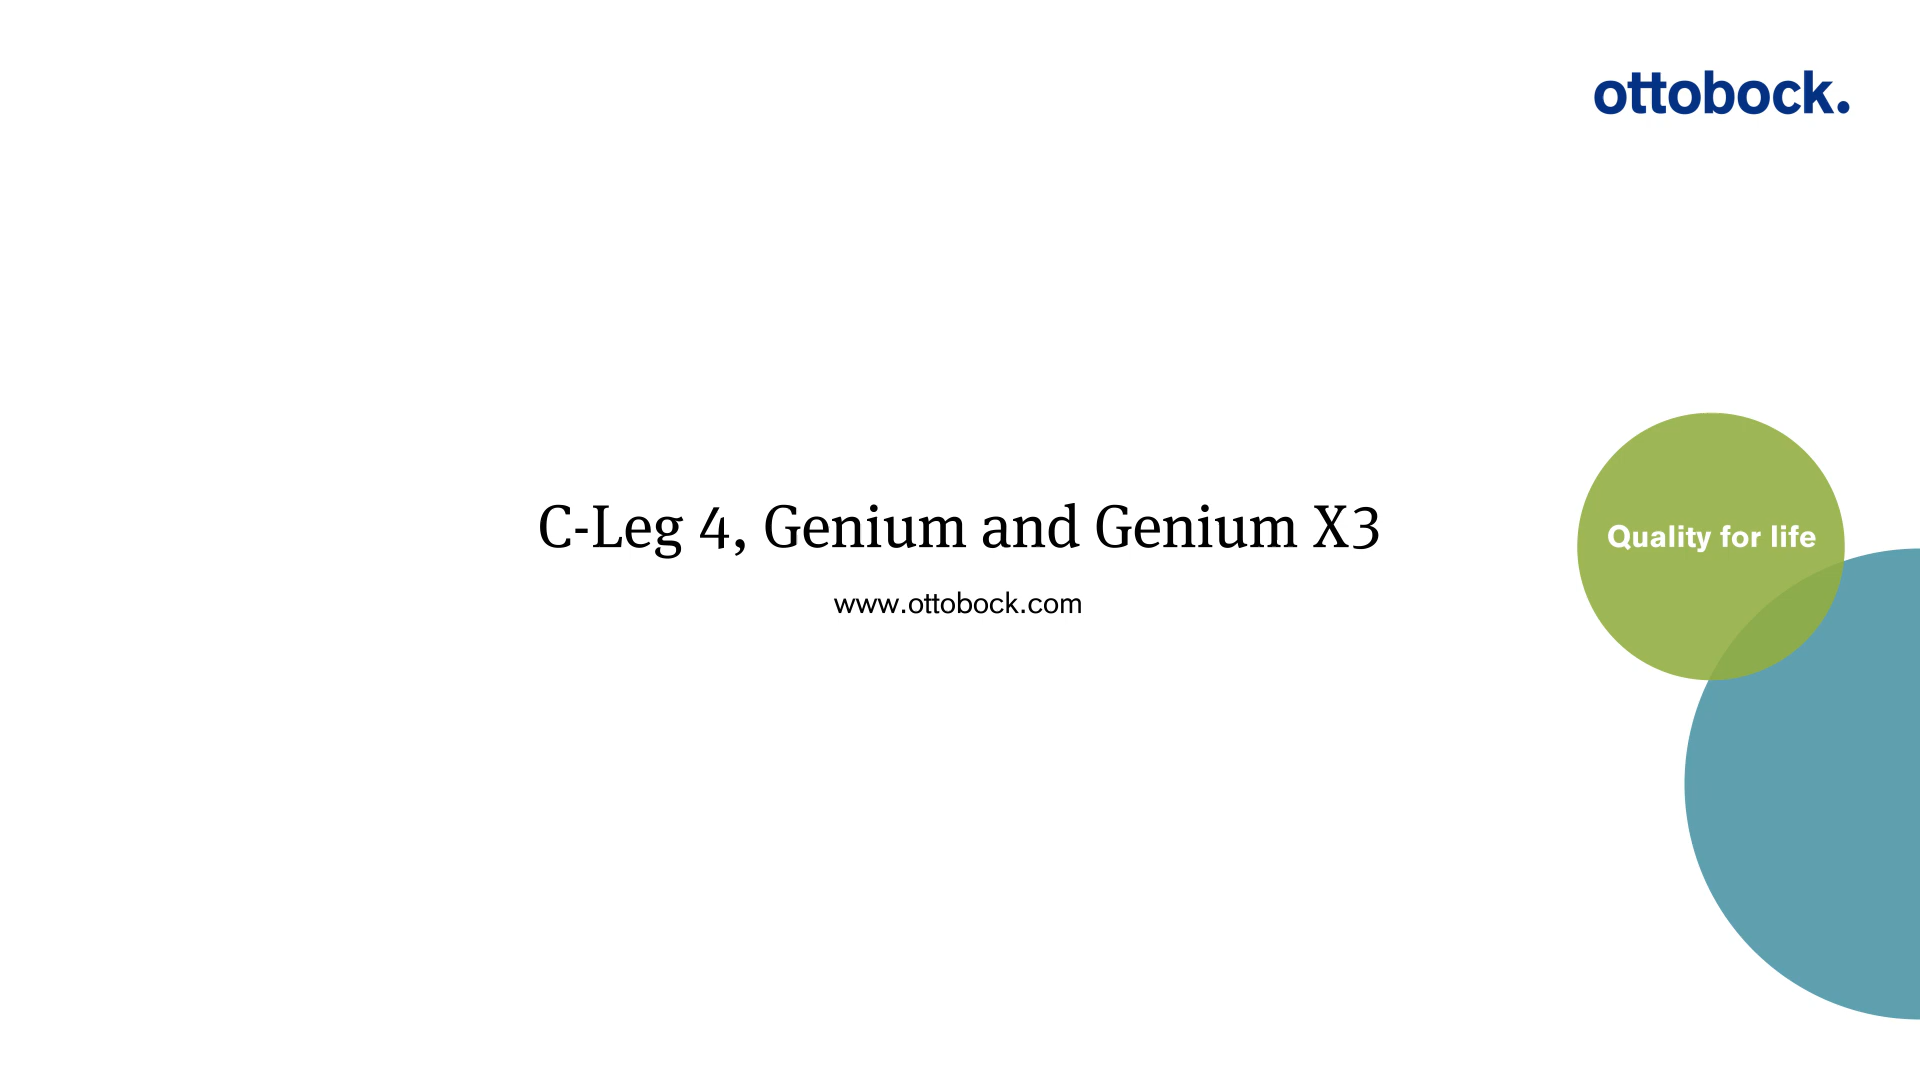 ottobock.
C-Leg 4, Genium and Genium X3
Quality for life
www.ottobock.com